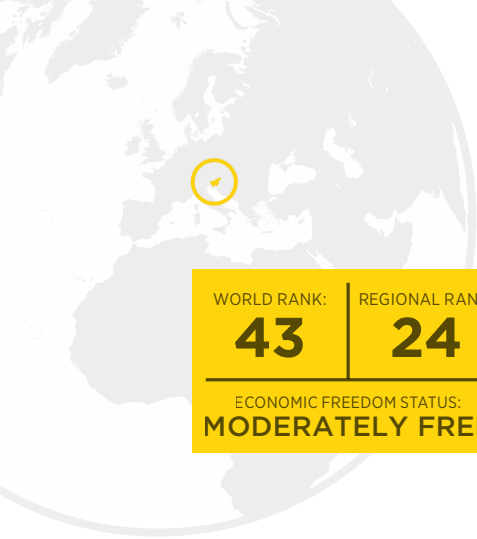 WORLD RANK:
REGIONAL RAN
43
24
ECONOMIC FREEDOM STATUS:
MODERATELY FRE